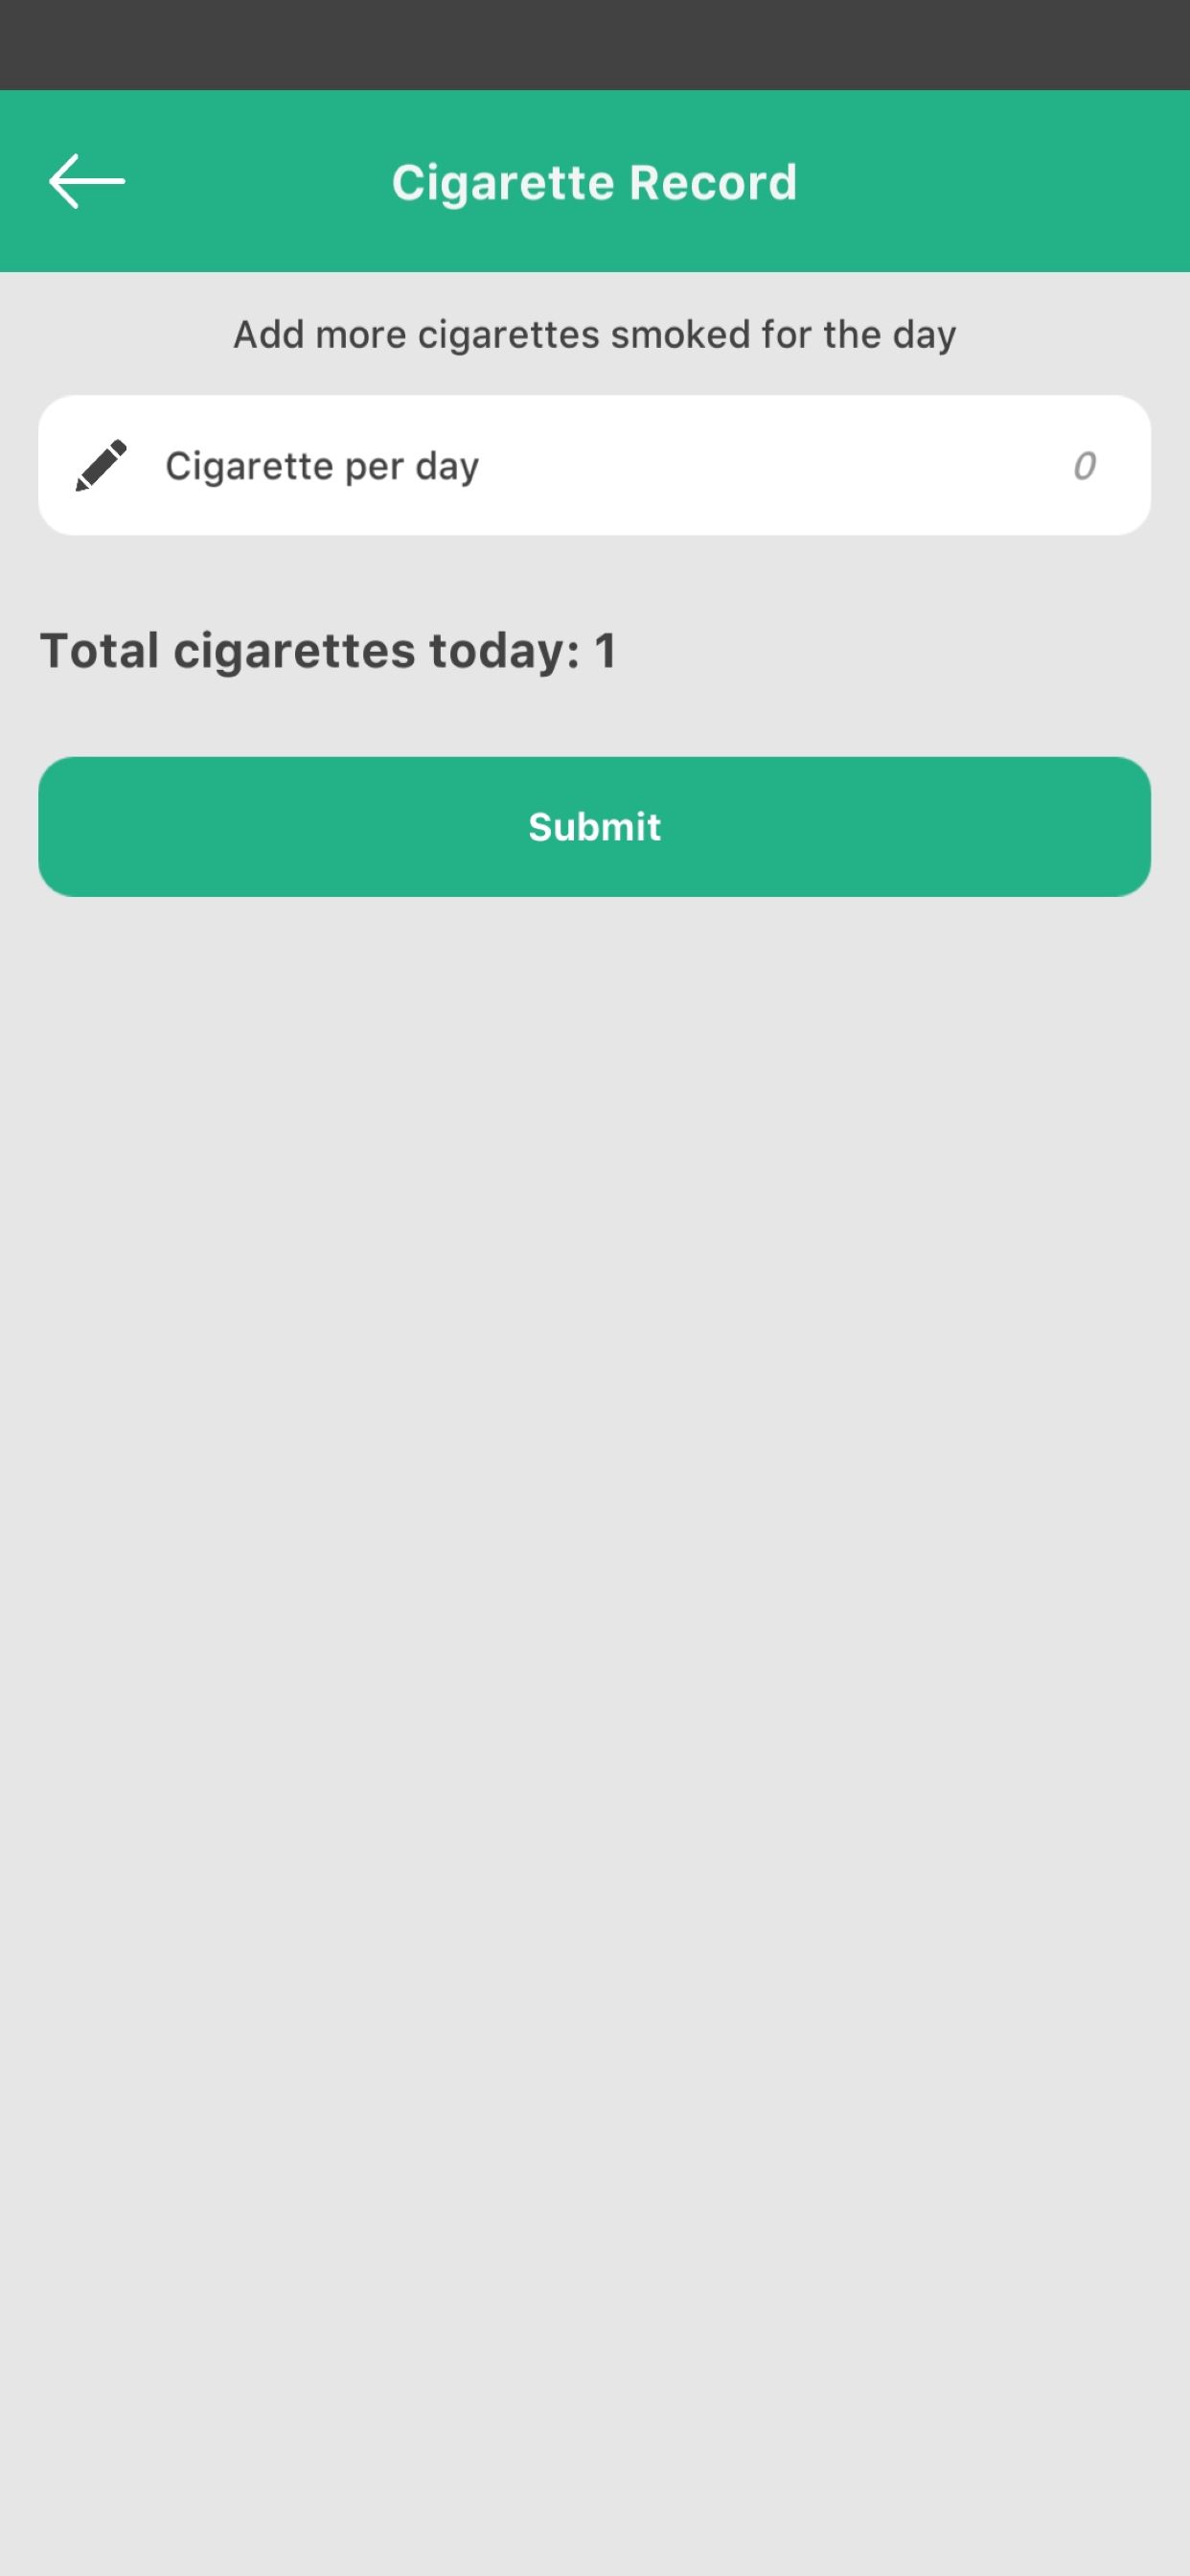 Cigarette Record
Add more cigarettes smoked for the day
Cigarette per day 0
Total cigarettes today: 1
Submit